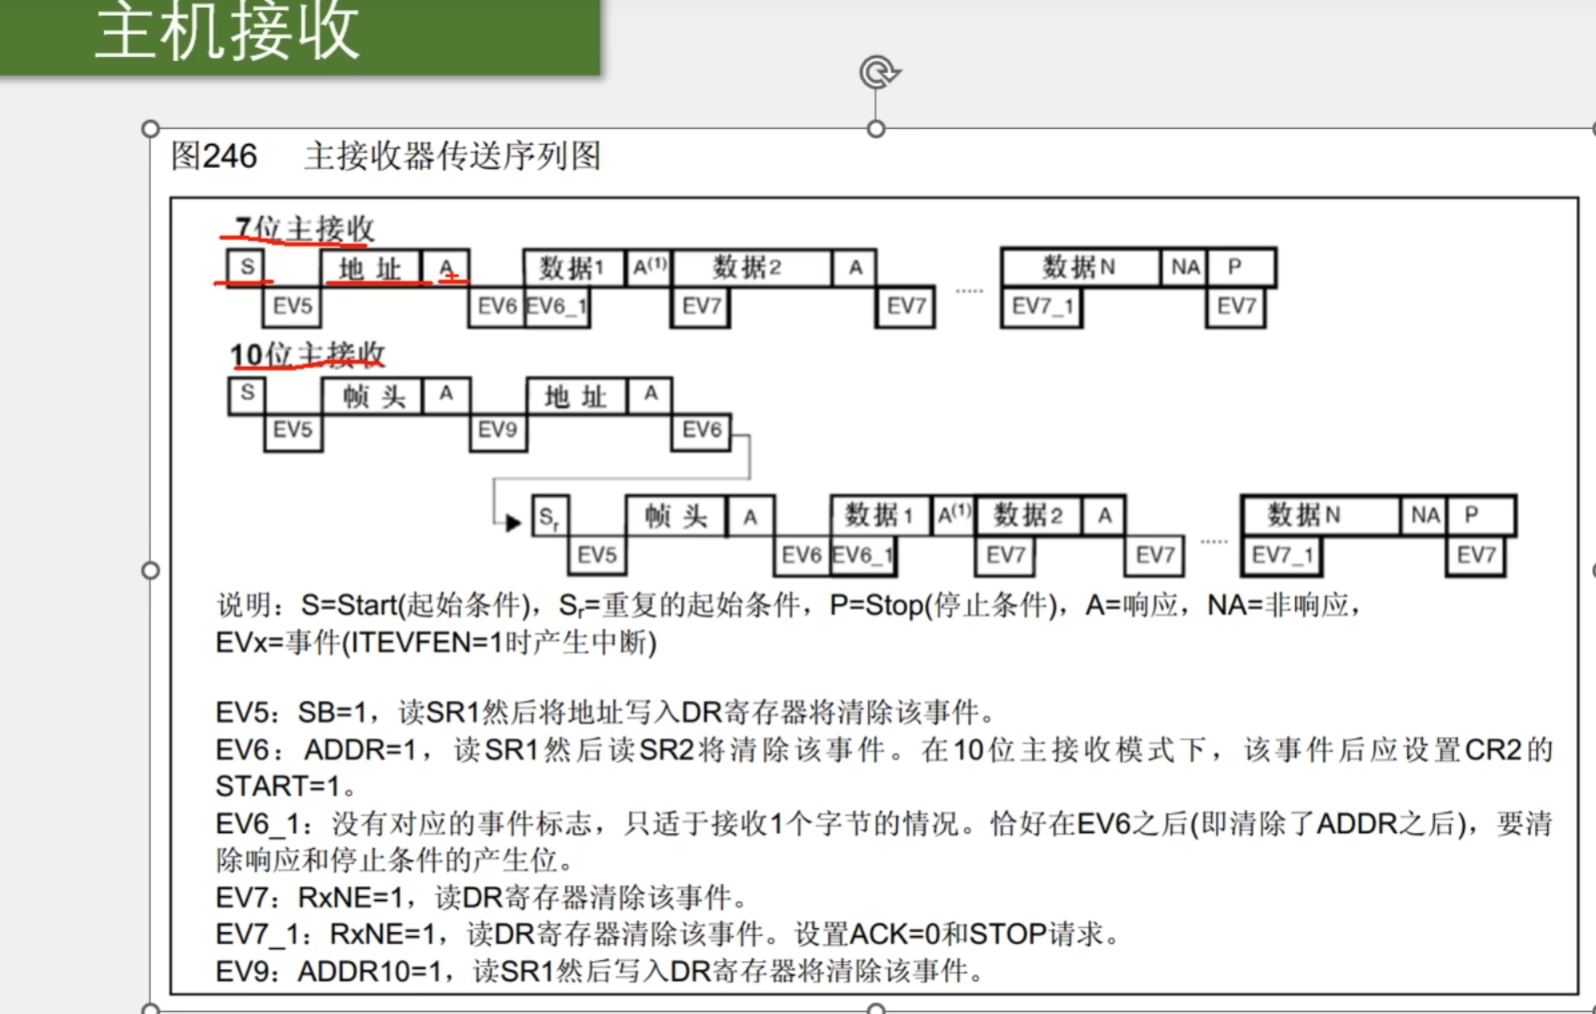 主机接收
图246 主接收器传送序列图
7位主接收
S 地 址 A 数据1 A(1) 数据2 A 数据N NA P
EV5 EV6 EV6_1 EV7 EV7 ..... EV7_1 EV7
10位主接收
S 帧 头 A 地 址 A
EV5 EV9 EV6
Sr 帧 头 A 数据1 A(1) 数据2 A 数据N NA P
EV5 EV6 EV6_1 EV7 EV7 ..... EV7_1 EV7
说明：S=Start(起始条件)，Sr=重复的起始条件，P=Stop(停止条件)，A=响应，NA=非响应，
EVx=事件(ITEVFEN=1时产生中断)
EV5：SB=1，读SR1然后将地址写入DR寄存器将清除该事件。
EV6：ADDR=1，读SR1然后读SR2将清除该事件。在10位主接收模式下，该事件后应设置CR2的
START=1。
EV6_1：没有对应的事件标志，只适于接收1个字节的情况。恰好在EV6之后(即清除了ADDR之后)，要清
除响应和停止条件的产生位。
EV7：RxNE=1，读DR寄存器清除该事件。
EV7_1：RxNE=1，读DR寄存器清除该事件。设置ACK=0和STOP请求。
EV9：ADDR10=1，读SR1然后写入DR寄存器将清除该事件。